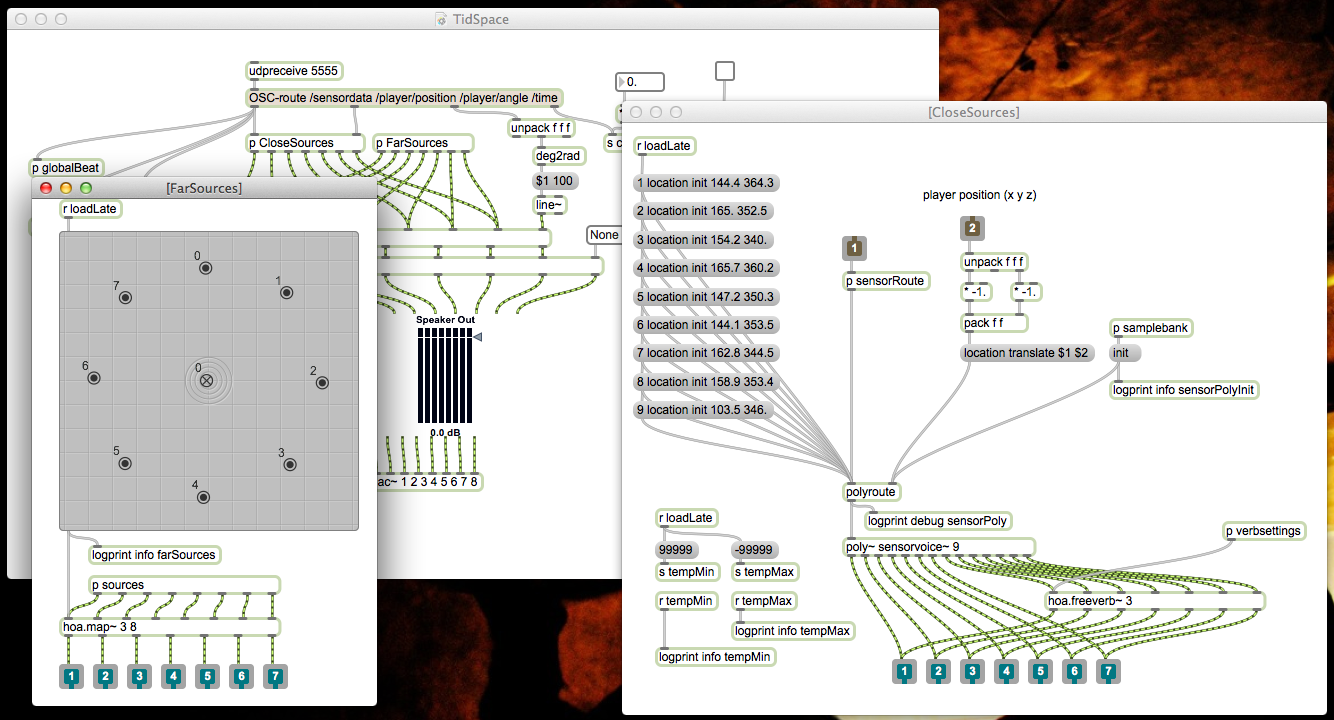 TidSpace
udpreceive 5555
0.
OSC-route /sensordata /player/position /player/angle /time
unpack f f f
p CloseSources
p FarSources
s c
deg2rad
p globalBeat
$1 100
line~
None
Speaker Out
0.0 dB
ac~ 1 2 3 4 5 6 7 8
[FarSources]
r loadLate
0
1
7
6
0
2
5
3
4
logprint info farSources
p sources
hoa.map~ 3 8
1 2 3 4 5 6 7
[CloseSources]
r loadLate
1 location init 144.4 364.3
2 location init 165. 352.5
3 location init 154.2 340.
4 location init 165.7 360.2
5 location init 147.2 350.3
6 location init 144.1 353.5
7 location init 162.8 344.5
8 location init 158.9 353.4
9 location init 103.5 346.
player position (x y z)
1
2
p sensorRoute
unpack f f f
* -1. * -1.
pack f f
location translate $1 $2
p samplebank
init
logprint info sensorPolyInit
polyroute
logprint debug sensorPoly
poly~ sensorvoice~ 9
p verbsettings
hoa.freeverb~ 3
r loadLate
99999 -99999
s tempMin s tempMax
r tempMin r tempMax
logprint info tempMax
logprint info tempMin
1 2 3 4 5 6 7